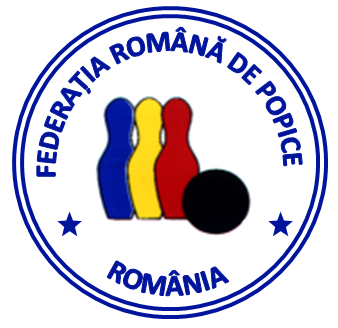 FEDERAȚIA ROMÂNĂ DE POPICE
ROMÂNIA